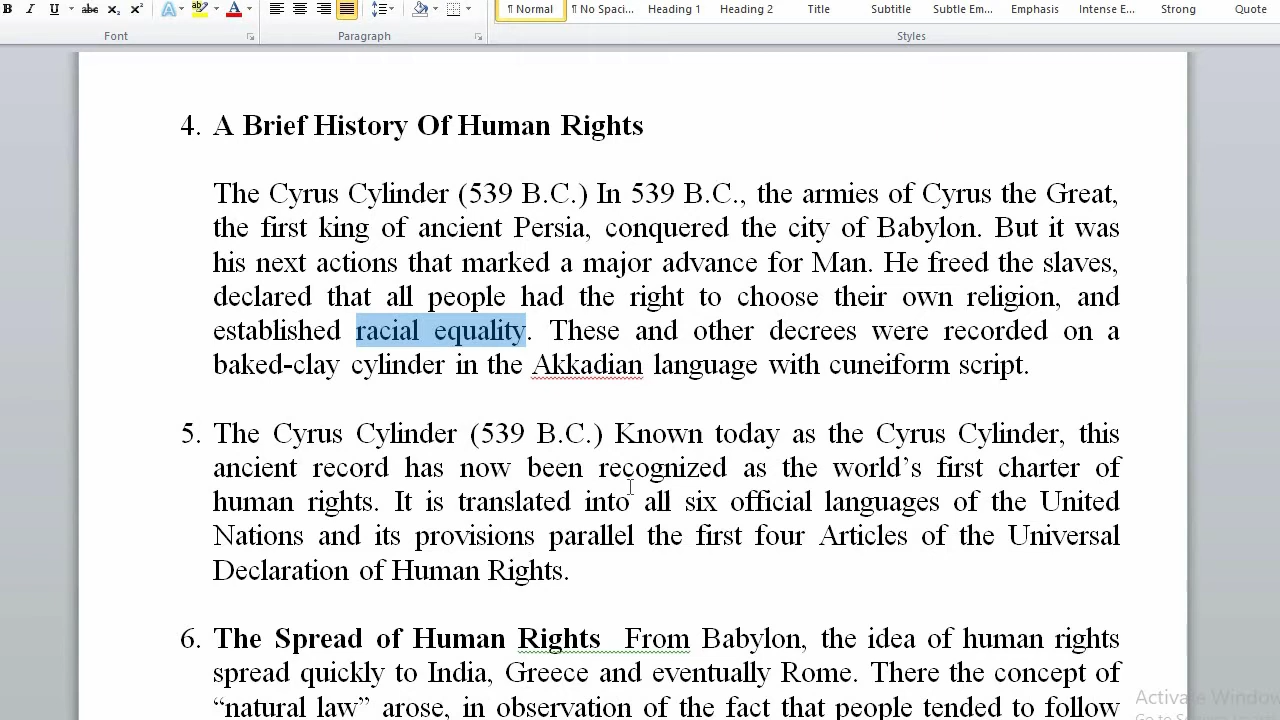 B I U abc x₂ x² A ab A ¶ Normal ¶ No Spaci... Heading 1 Heading 2 Title Subtitle Subtle Em... Emphasis Intense E... Strong Quote
Font Paragraph Styles
4. A Brief History Of Human Rights
The Cyrus Cylinder (539 B.C.) In 539 B.C., the armies of Cyrus the Great,
the first king of ancient Persia, conquered the city of Babylon. But it was
his next actions that marked a major advance for Man. He freed the slaves,
declared that all people had the right to choose their own religion, and
established racial equality. These and other decrees were recorded on a
baked-clay cylinder in the Akkadian language with cuneiform script.
5. The Cyrus Cylinder (539 B.C.) Known today as the Cyrus Cylinder, this
ancient record has now been recognized as the world’s first charter of
human rights. It is translated into all six official languages of the United
Nations and its provisions parallel the first four Articles of the Universal
Declaration of Human Rights.
6. The Spread of Human Rights From Babylon, the idea of human rights
spread quickly to India, Greece and eventually Rome. There the concept of
“natural law” arose, in observation of the fact that people tended to follow
Activate Window